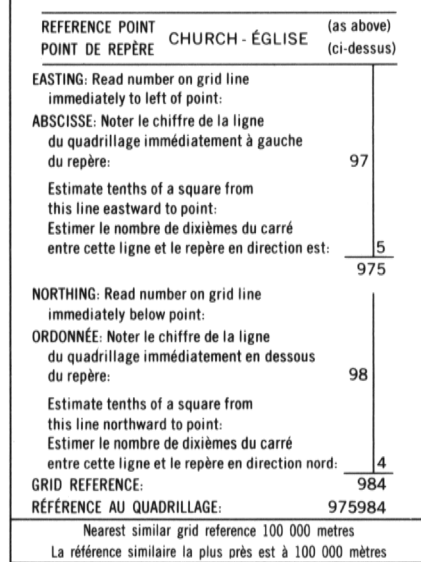 REFERENCE POINT CHURCH - ÉGLISE (as above)
POINT DE REPÈRE (ci-dessus)
EASTING: Read number on grid line
immediately to left of point:
ABSCISSE: Noter le chiffre de la ligne
du quadrillage immédiatement à gauche
du repère: 97
Estimate tenths of a square from
this line eastward to point:
Estimer le nombre de dixièmes du carré
entre cette ligne et le repère en direction est: 5
975
NORTHING: Read number on grid line
immediately below point:
ORDONNÉE: Noter le chiffre de la ligne
du quadrillage immédiatement en dessous
du repère: 98
Estimate tenths of a square from
this line northward to point:
Estimer le nombre de dixièmes du carré
entre cette ligne et le repère en direction nord: 4
GRID REFERENCE: 984
RÉFÉRENCE AU QUADRILLAGE: 975984
Nearest similar grid reference 100 000 metres
La référence similaire la plus près est à 100 000 mètres